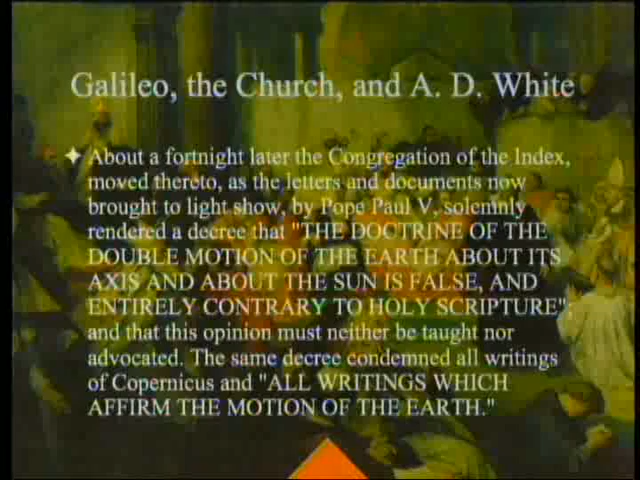 Galileo, the Church, and A. D. White
About a fortnight later the Congregation of the Index,
moved thereto, as the letters and documents now
brought to light show, by Pope Paul V, solemnly
rendered a decree that "THE DOCTRINE OF THE
DOUBLE MOTION OF THE EARTH ABOUT ITS
AXIS AND ABOUT THE SUN IS FALSE, AND
ENTIRELY CONTRARY TO HOLY SCRIPTURE"
and that this opinion must neither be taught nor
advocated. The same decree condemned all writings
of Copernicus and "ALL WRITINGS WHICH
AFFIRM THE MOTION OF THE EARTH."